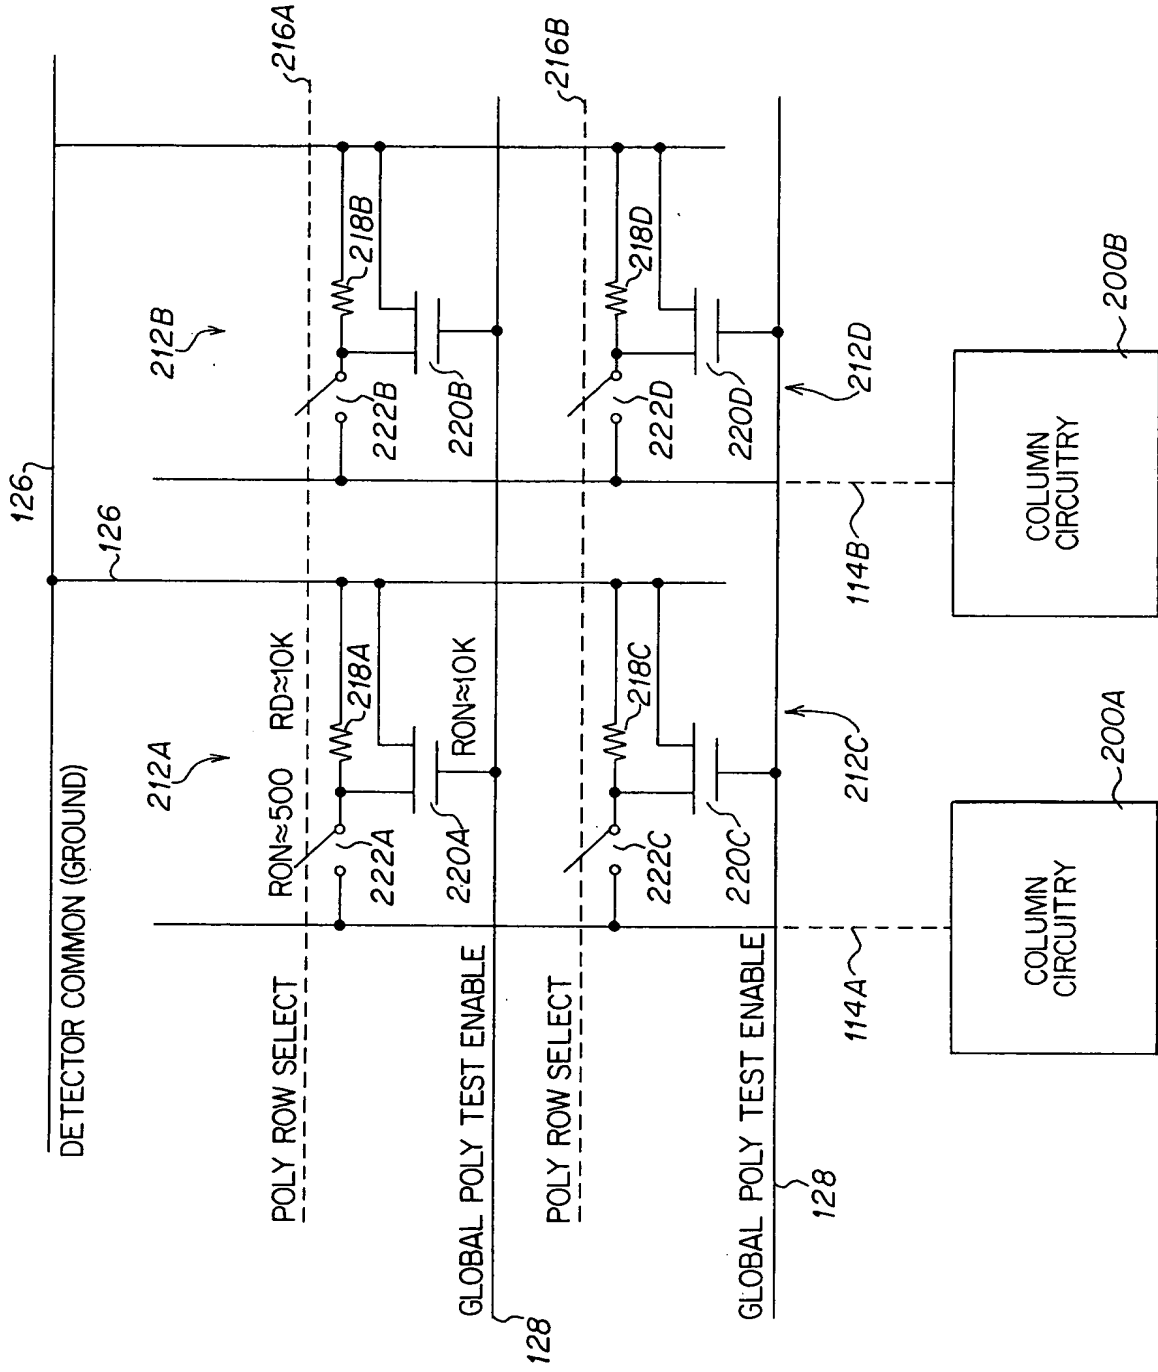 126
DETECTOR COMMON (GROUND)
126
212A
212B
216A
POLY ROW SELECT
RON≈500
RD≈10K
218A
218B
222A
222B
220A
RON≈10K
220B
GLOBAL POLY TEST ENABLE
128
216B
POLY ROW SELECT
218C
218D
222C
222D
220C
220D
GLOBAL POLY TEST ENABLE
128
212C
212D
114A
114B
COLUMN
CIRCUITRY
200A
COLUMN
CIRCUITRY
200B